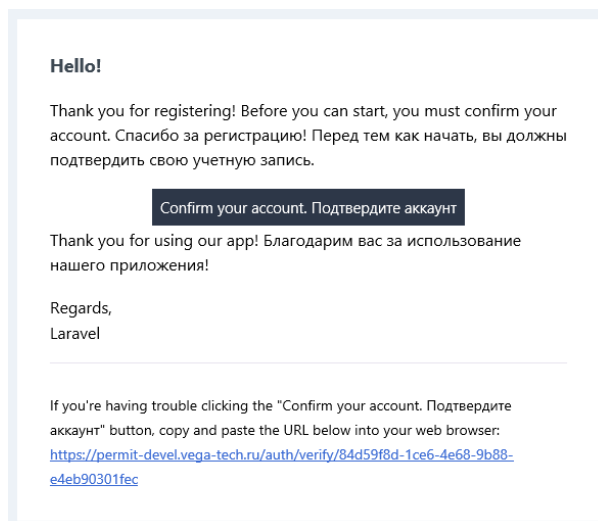 Hello!
Thank you for registering! Before you can start, you must confirm your
account. Спасибо за регистрацию! Перед тем как начать, вы должны
подтвердить свою учетную запись.
Confirm your account. Подтвердите аккаунт
Thank you for using our app! Благодарим вас за использование
нашего приложения!
Regards,
Laravel
If you're having trouble clicking the "Confirm your account. Подтвердите
аккаунт" button, copy and paste the URL below into your web browser:
https://permit-devel.vega-tech.ru/auth/verify/84d59f8d-1ce6-4e68-9b88-
e4eb90301fec